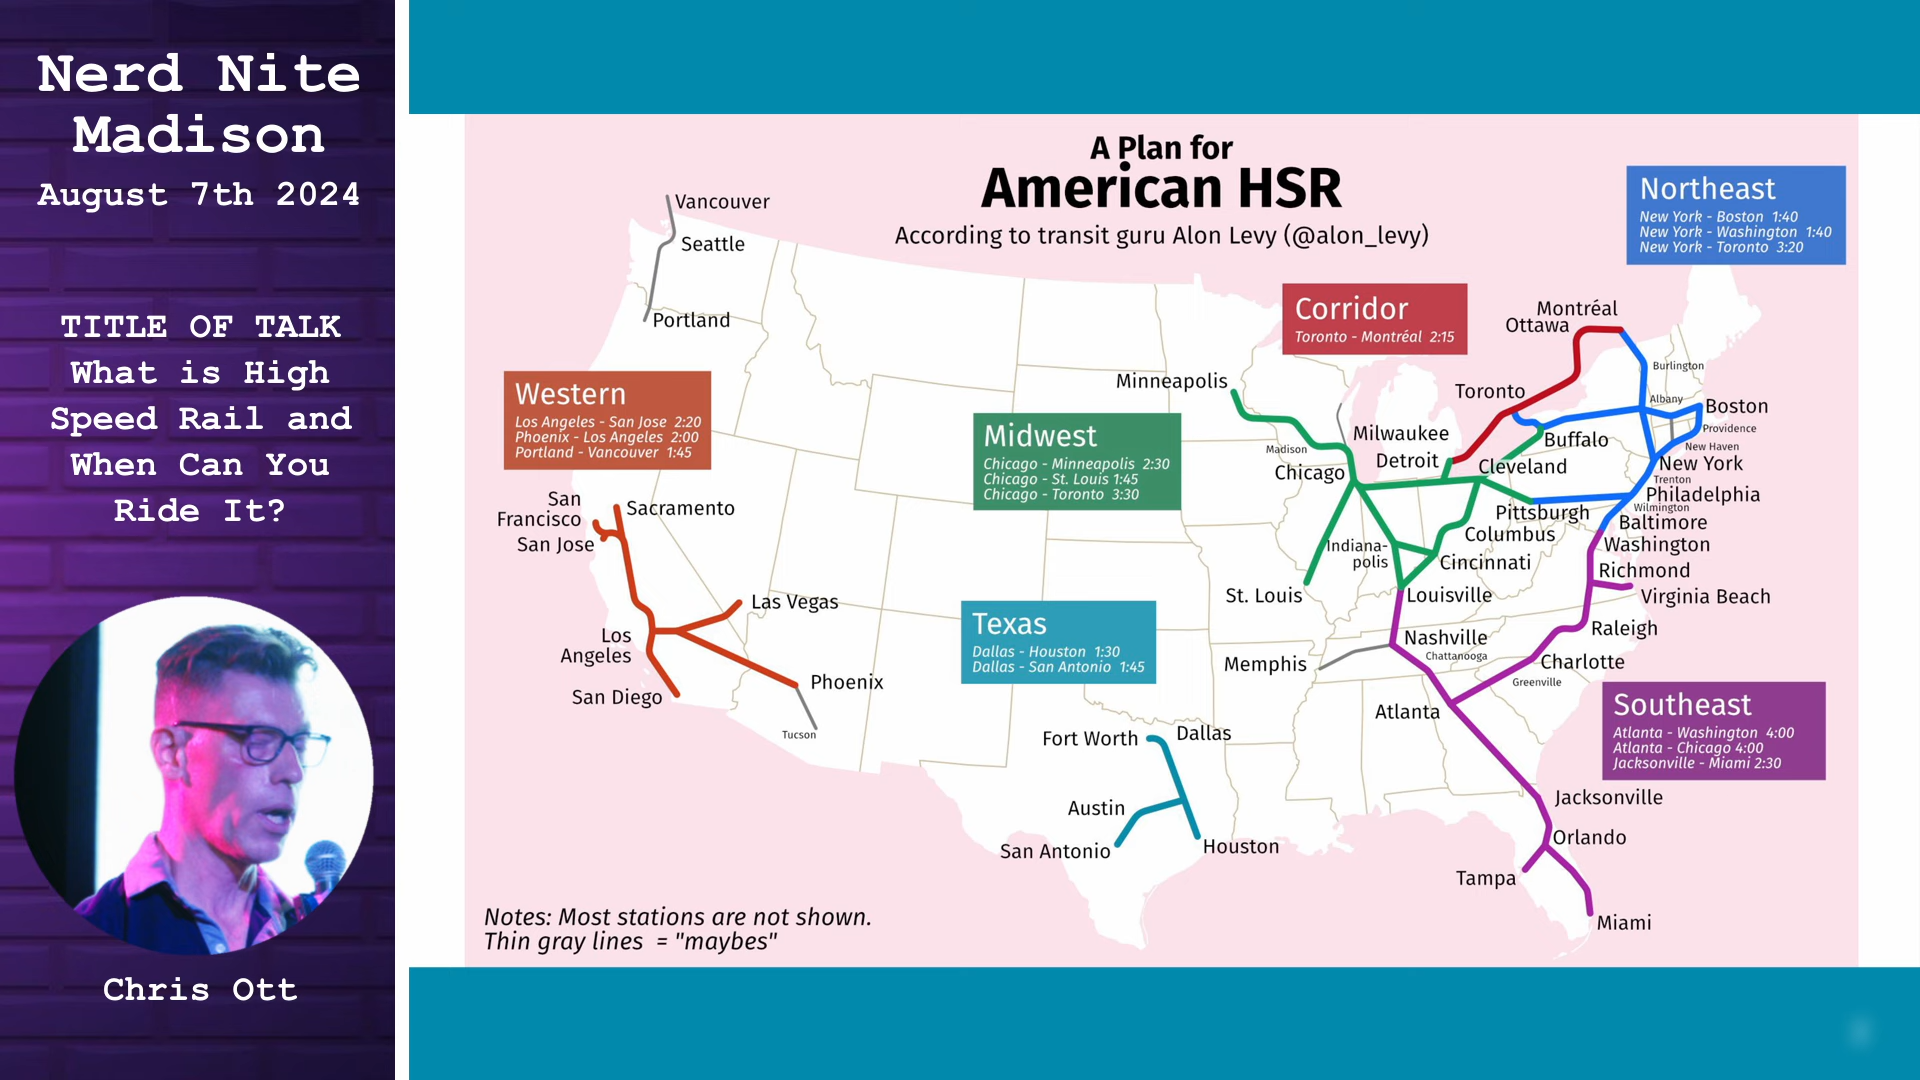 Nerd Nite
Madison
August 7th 2024
TITLE OF TALK
What is High
Speed Rail and
When Can You
Ride It?
Chris Ott
A Plan for
American HSR
According to transit guru Alon Levy (@alon_levy)
Northeast
New York - Boston 1:40
New York - Washington 1:40
New York - Toronto 3:20
Corridor
Toronto - Montréal 2:15
Western
Los Angeles - San Jose 2:20
Phoenix - Los Angeles 2:00
Portland - Vancouver 1:45
Midwest
Chicago - Minneapolis 2:30
Chicago - St. Louis 1:45
Chicago - Toronto 3:30
Texas
Dallas - Houston 1:30
Dallas - San Antonio 1:45
Southeast
Atlanta - Washington 4:00
Atlanta - Chicago 4:00
Jacksonville - Miami 2:30
Vancouver
Seattle
Portland
San
Francisco
San Jose
Sacramento
Las Vegas
Los
Angeles
San Diego
Phoenix
Tucson
Minneapolis
Madison
Milwaukee
Chicago
Detroit
Toronto
Ottawa
Montréal
Burlington
Albany
Boston
Providence
New Haven
New York
Trenton
Philadelphia
Wilmington
Baltimore
Washington
Richmond
Virginia Beach
Raleigh
Charlotte
Greenville
Buffalo
Cleveland
Pittsburgh
Columbus
Cincinnati
Indiana-
polis
St. Louis
Louisville
Nashville
Chattanooga
Memphis
Atlanta
Jacksonville
Orlando
Tampa
Miami
Fort Worth
Dallas
Austin
San Antonio
Houston
Notes: Most stations are not shown.
Thin gray lines = "maybes"